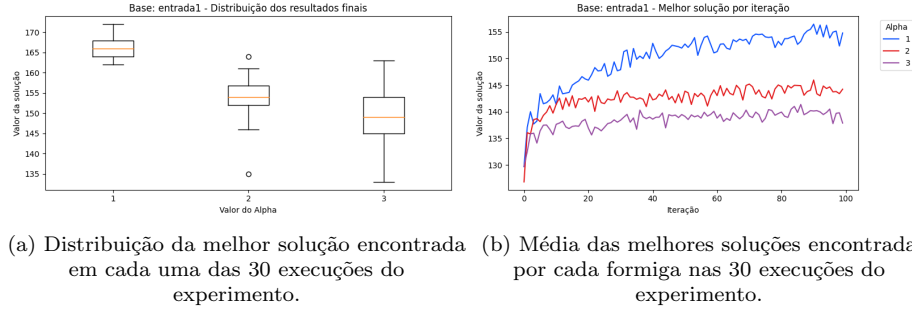 Base: entrada1 - Distribuição dos resultados finais
Valor da solução
170
165
160
155
150
145
140
135
1
2
3
Valor do Alpha
Base: entrada1 - Melhor solução por iteração
Valor da solução
155
150
145
140
135
130
0
20
40
60
80
100
Iteração
Alpha
1
2
3
(a) Distribuição da melhor solução encontrada
em cada uma das 30 execuções do
experimento.
(b) Média das melhores soluções encontrada
por cada formiga nas 30 execuções do
experimento.